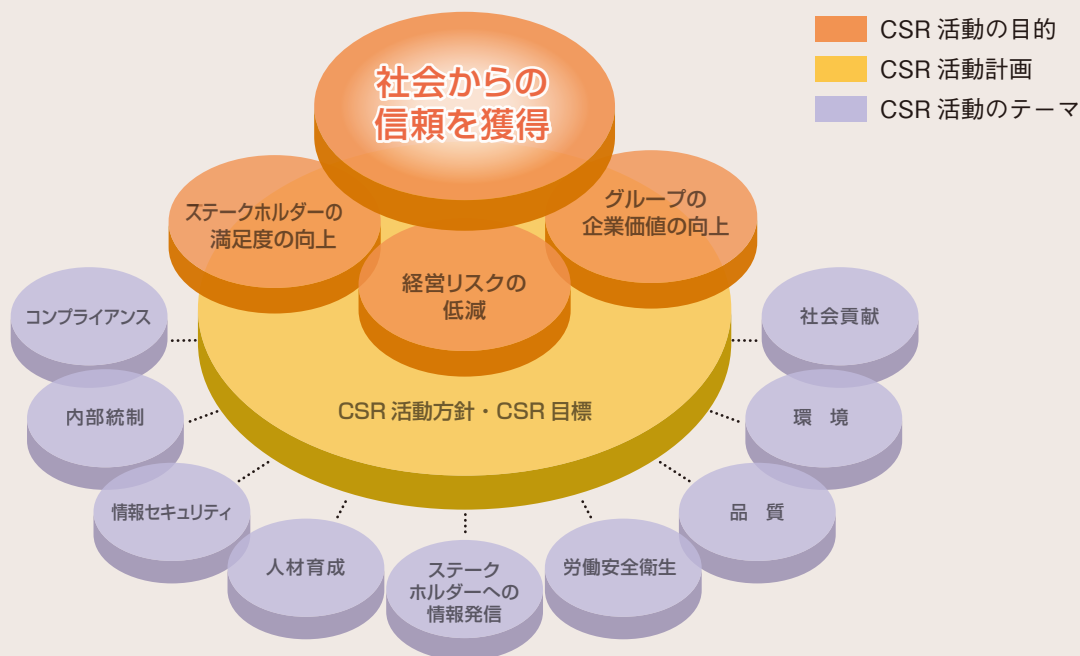 CSR 活動の目的
CSR 活動計画
CSR 活動のテーマ
社会からの
信頼を獲得
ステークホルダーの
満足度の向上
グループの
企業価値の向上
経営リスクの
低減
CSR 活動方針・CSR 目標
コンプライアンス
内部統制
情報セキュリティ
人材育成
ステーク
ホルダーへの
情報発信
労働安全衛生
品　質
環　境
社会貢献